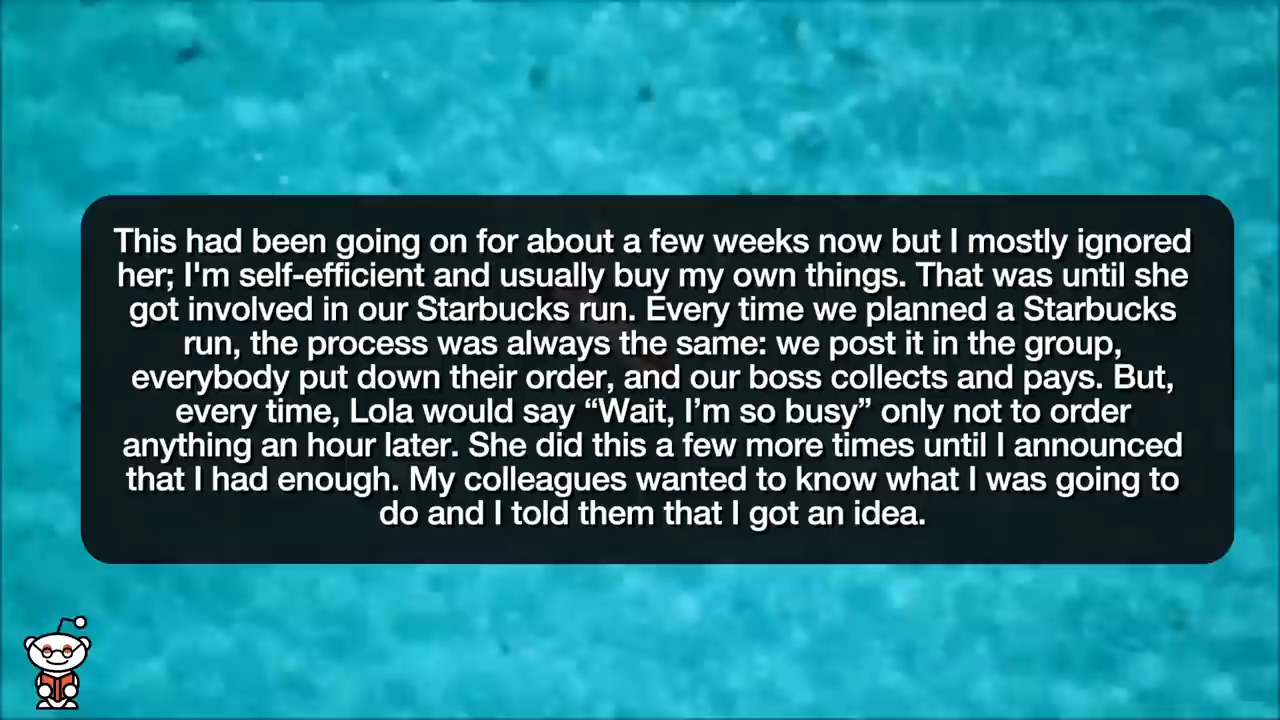 This had been going on for about a few weeks now but I mostly ignored
her; I'm self-efficient and usually buy my own things. That was until she
got involved in our Starbucks run. Every time we planned a Starbucks
run, the process was always the same: we post it in the group,
everybody put down their order, and our boss collects and pays. But,
every time, Lola would say “Wait, I’m so busy” only not to order
anything an hour later. She did this a few more times until I announced
that I had enough. My colleagues wanted to know what I was going to
do and I told them that I got an idea.